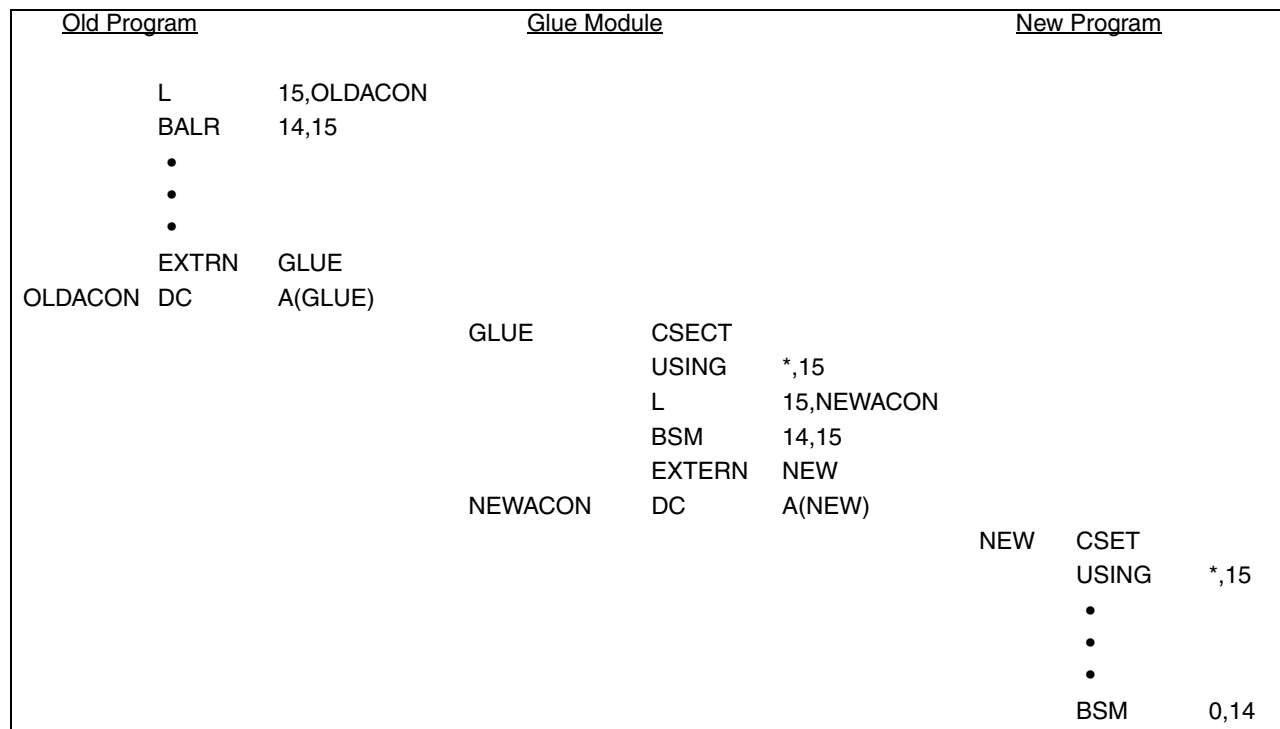 Old Program Glue Module New Program
L 15,OLDACON
BALR 14,15
•
•
•
EXTRN GLUE
OLDACON DC A(GLUE)
GLUE CSECT
USING *,15
L 15,NEWACON
BSM 14,15
EXTERN NEW
NEWACON DC A(NEW)
NEW CSET
USING *,15
•
•
•
BSM 0,14